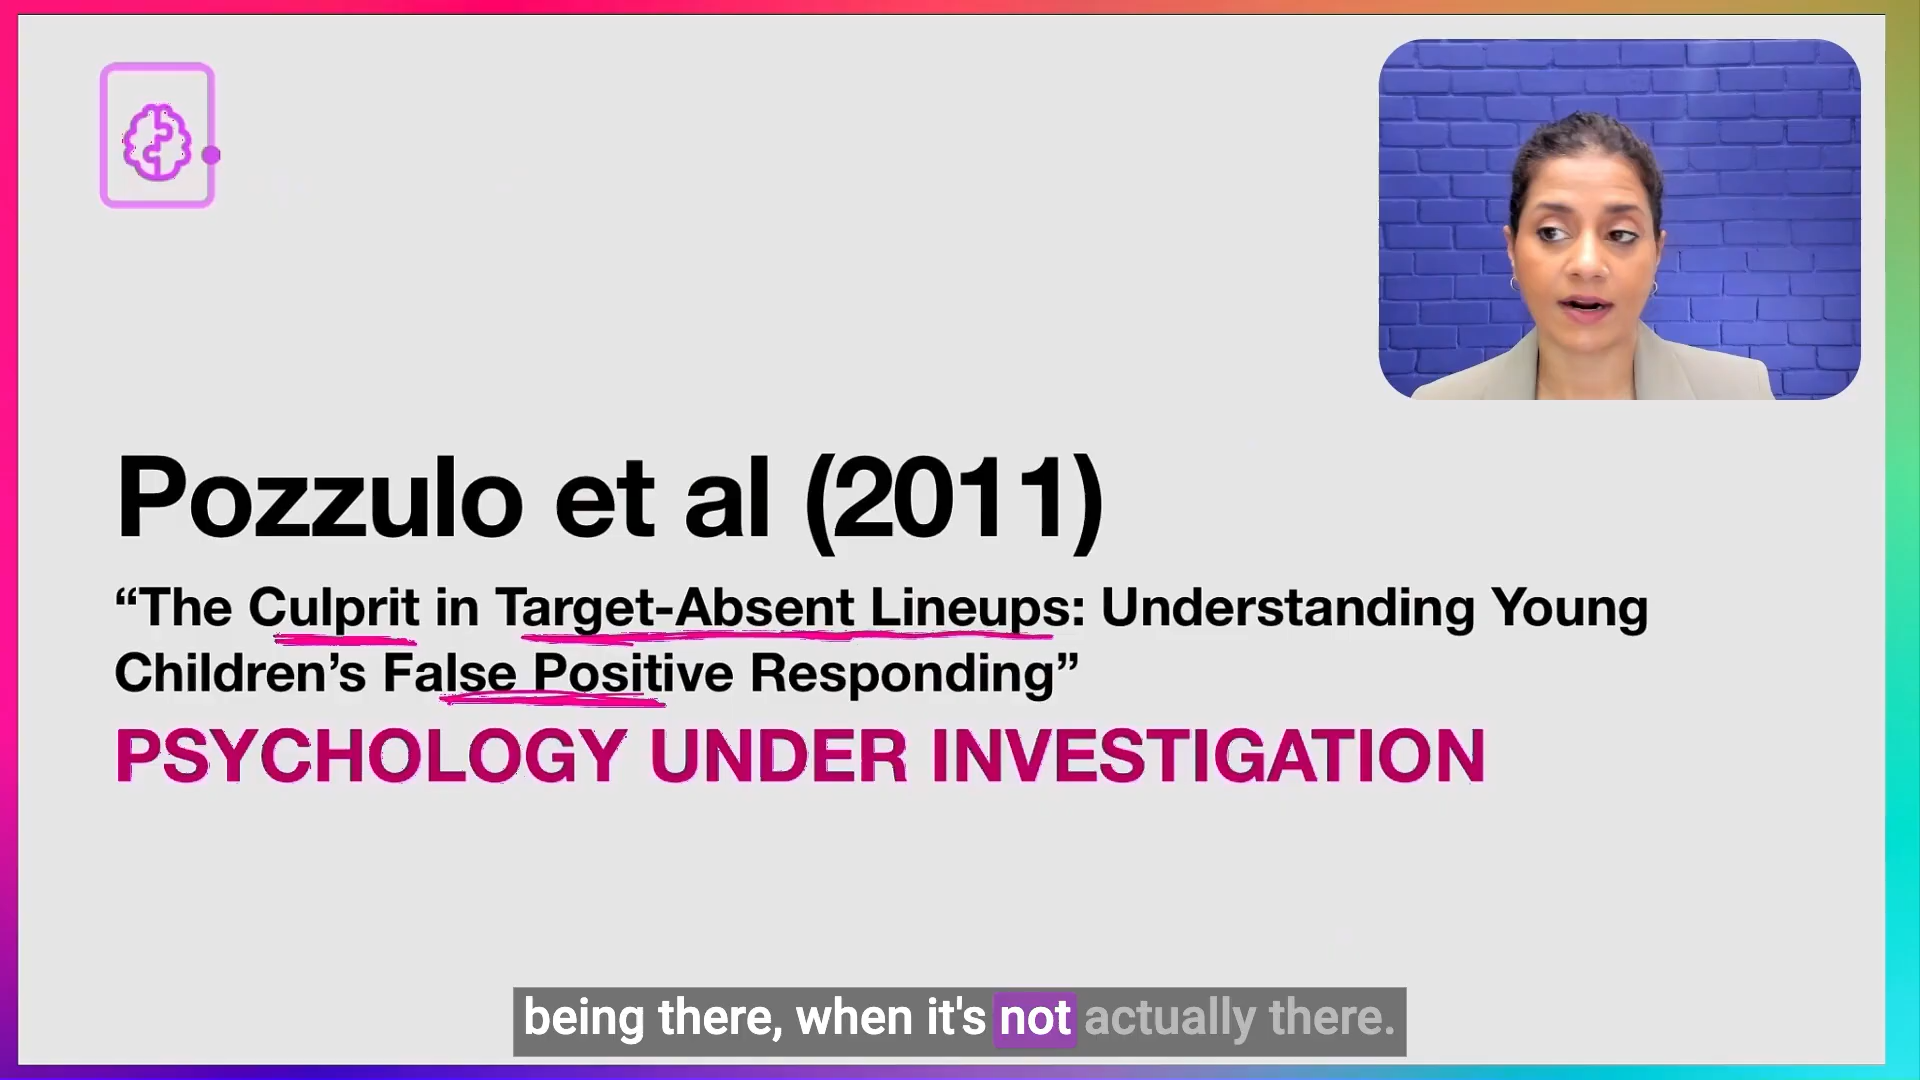 Pozzulo et al (2011)
“The Culprit in Target-Absent Lineups: Understanding Young
Children’s False Positive Responding”
PSYCHOLOGY UNDER INVESTIGATION
being there, when it's not actually there.